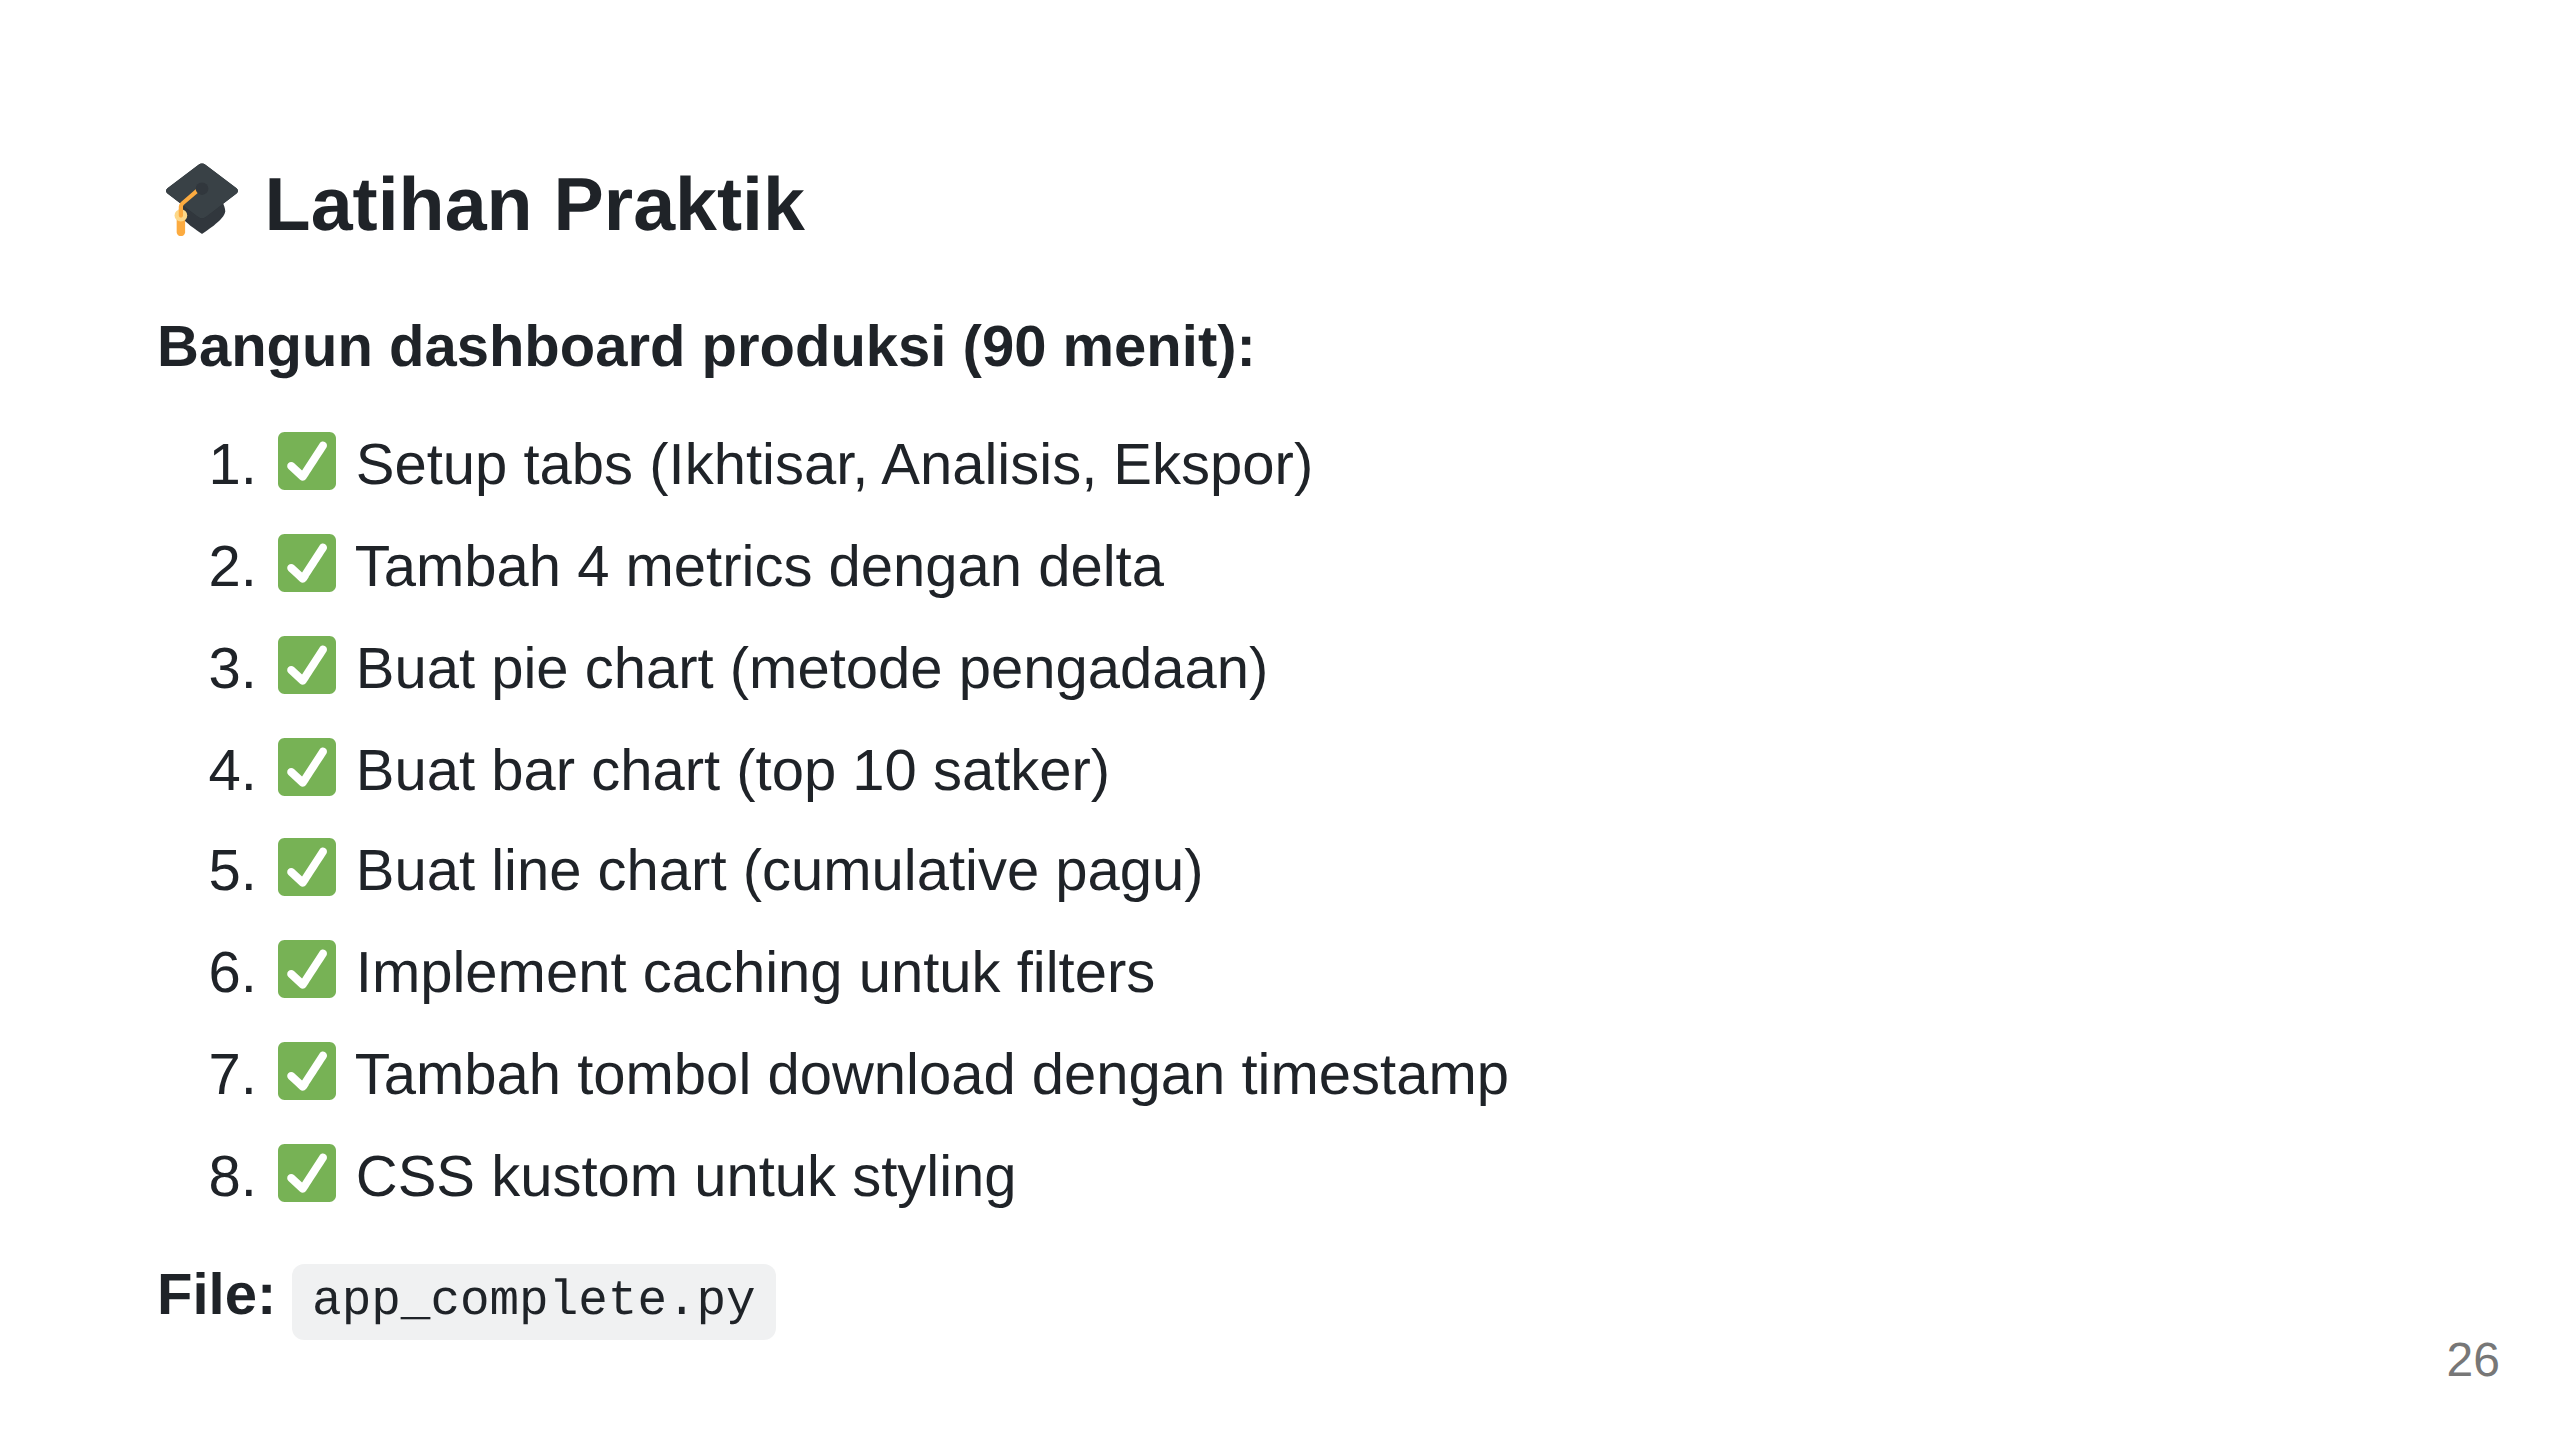 🎓 Latihan Praktik
Bangun dashboard produksi (90 menit):
1. ✅ Setup tabs (Ikhtisar, Analisis, Ekspor)
2. ✅ Tambah 4 metrics dengan delta
3. ✅ Buat pie chart (metode pengadaan)
4. ✅ Buat bar chart (top 10 satker)
5. ✅ Buat line chart (cumulative pagu)
6. ✅ Implement caching untuk filters
7. ✅ Tambah tombol download dengan timestamp
8. ✅ CSS kustom untuk styling
File: app_complete.py
26